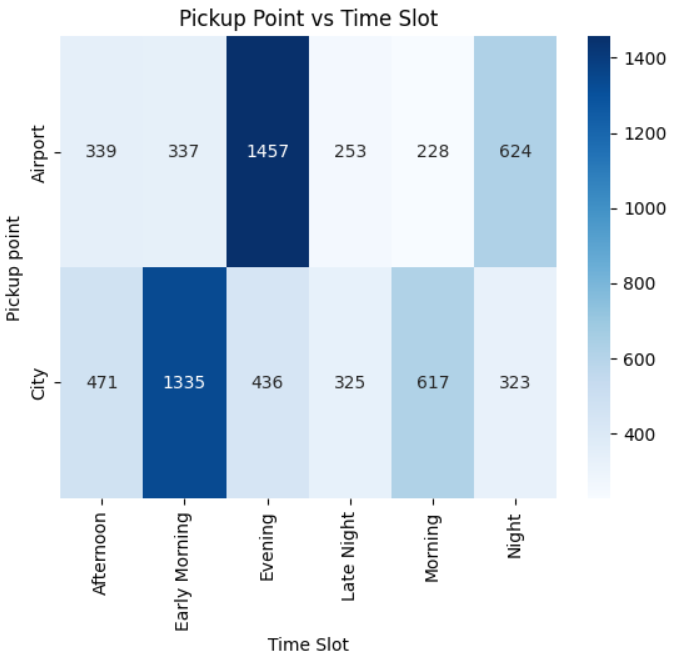 Pickup Point vs Time Slot
Pickup point
Airport
339 337 1457 253 228 624
City
471 1335 436 325 617 323
Afternoon
Early Morning
Evening
Late Night
Morning
Night
Time Slot
1400
1200
1000
800
600
400